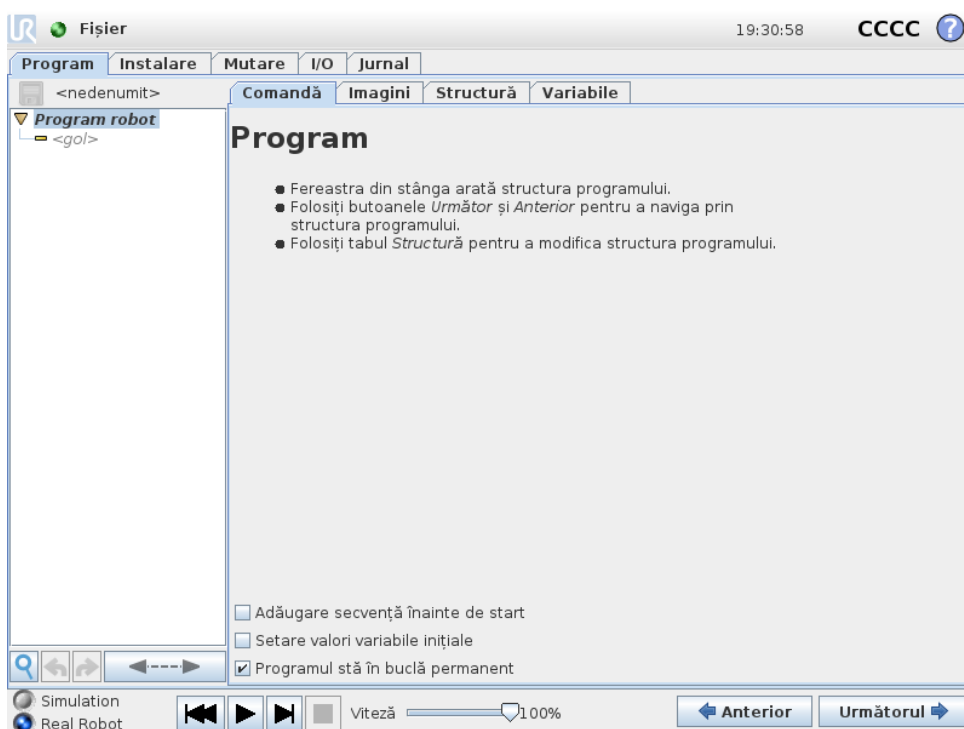 UR Fișier 19:30:58 CCCC ?
Program Instalare Mutare I/O Jurnal
<nedenumit> Comandă Imagini Structură Variabile
Program robot
<gol>
Program
Fereastra din stânga arată structura programului.
Folosiți butoanele Următor și Anterior pentru a naviga prin
structura programului.
Folosiți tabul Structură pentru a modifica structura programului.
Adăugare secvență înainte de start
Setare valori variabile inițiale
Programul stă în buclă permanent
Simulation
Real Robot
Viteză 100% Anterior Următorul